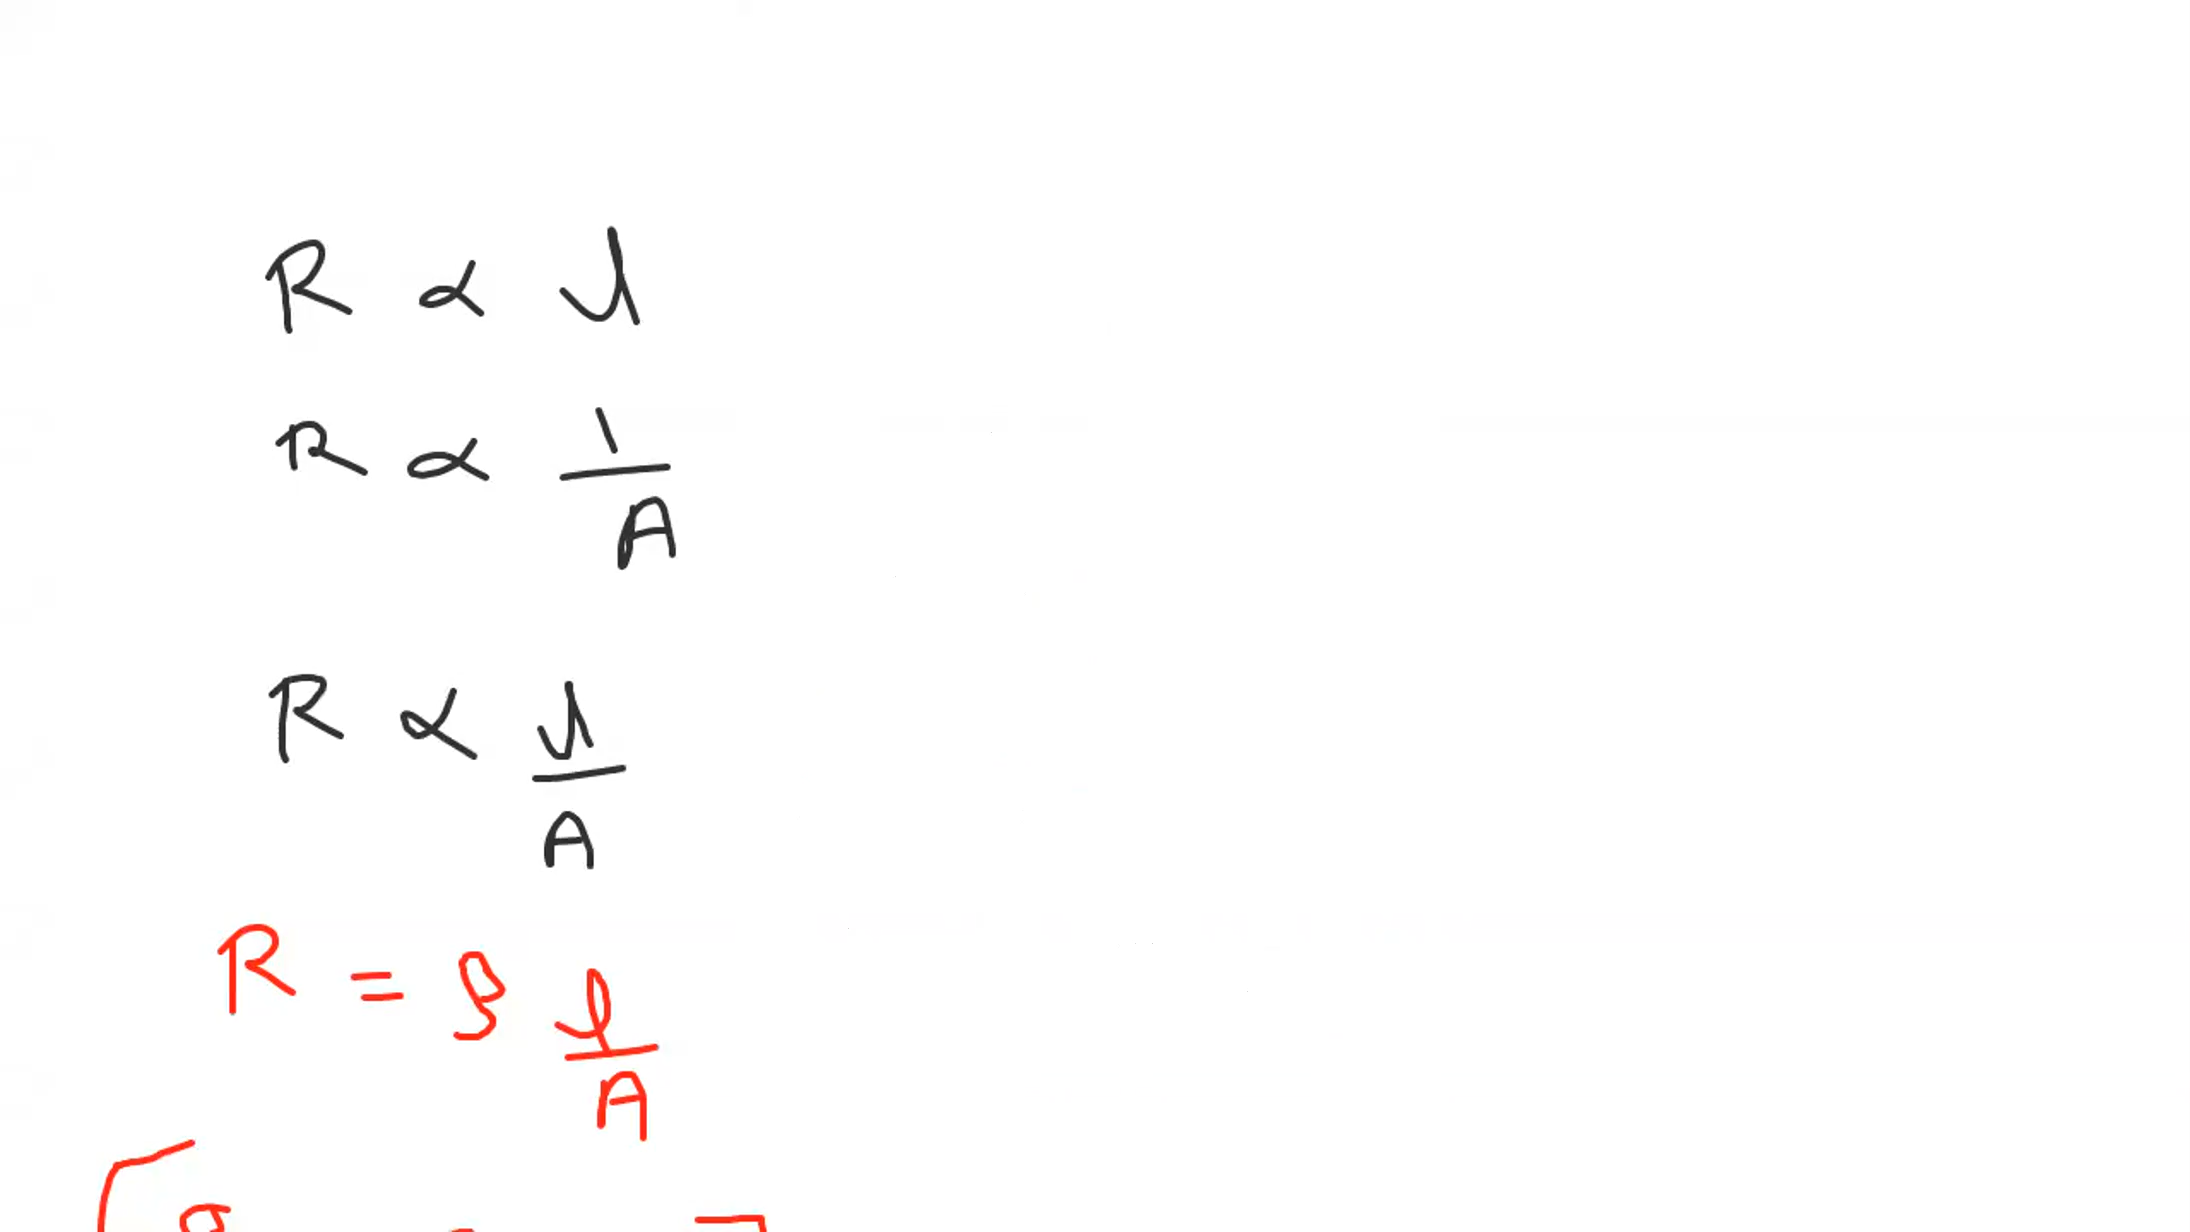 R ∝ l
R ∝ 1/A
R ∝ l/A
R = ρ l/A